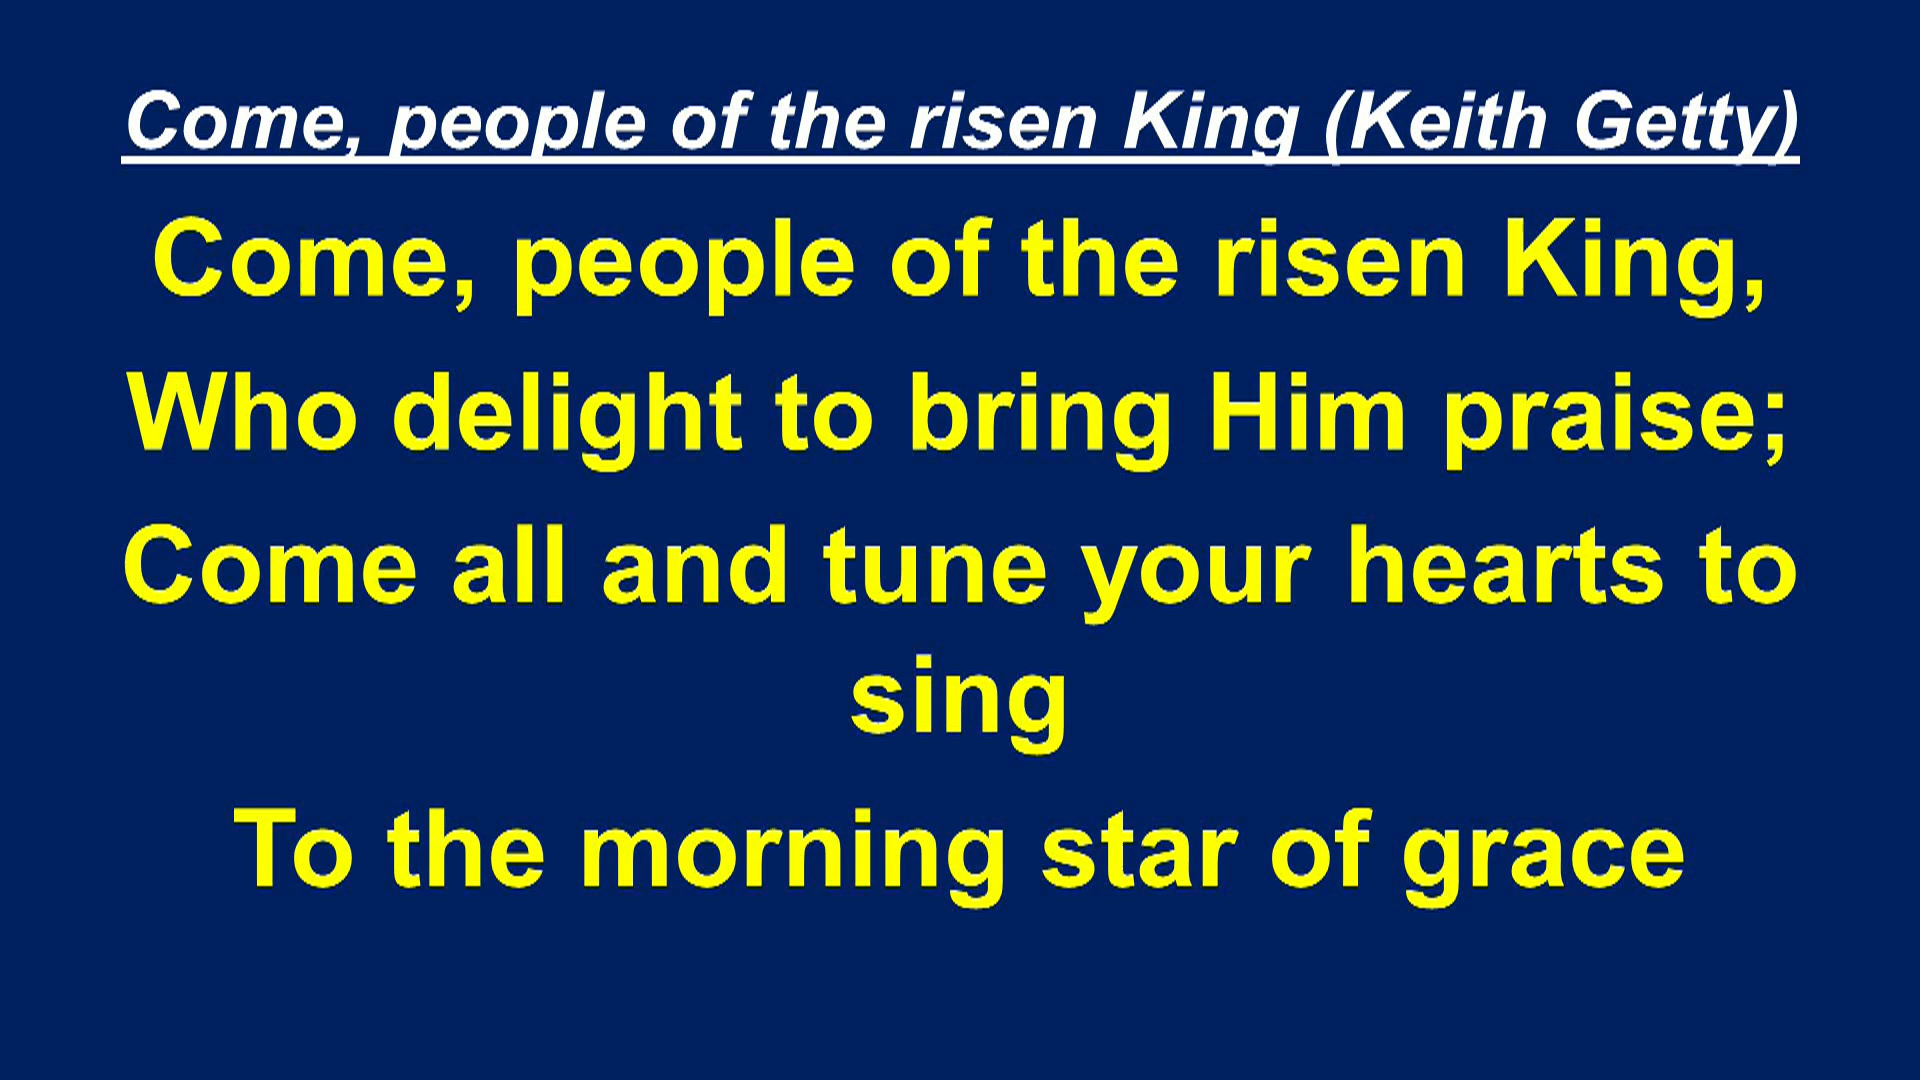 Come, people of the risen King (Keith Getty)
Come, people of the risen King,
Who delight to bring Him praise;
Come all and tune your hearts to
sing
To the morning star of grace